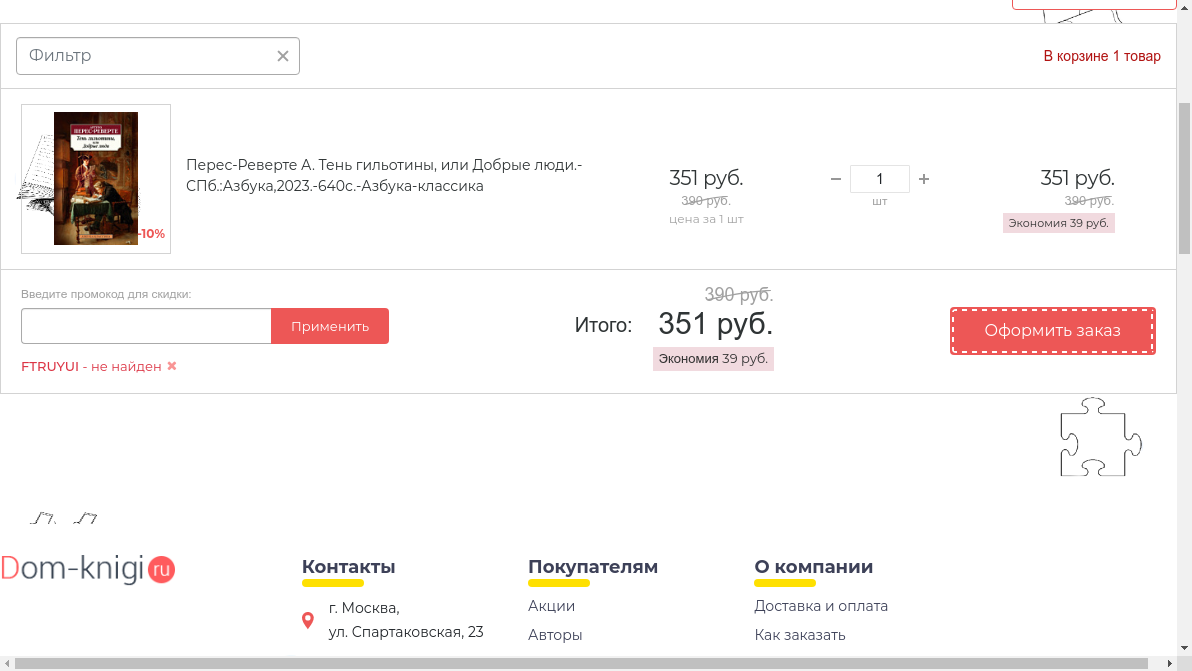 Фильтр
В корзине 1 товар
ПЕРЕС-РЕВЕРТЕ
Тень гильотины,
или
Добрые люди
-10%
Перес-Реверте А. Тень гильотины, или Добрые люди.-
СПб.:Азбука,2023.-640с.-Азбука-классика
351 руб.
390 руб.
цена за 1 шт
1
шт
351 руб.
390 руб.
Экономия 39 руб.
Введите промокод для скидки:
Применить
FTRUYUI - не найден
Итого:
390 руб.
351 руб.
Экономия 39 руб.
Оформить заказ
Dom-knigi ru
Контакты
г. Москва,
ул. Спартаковская, 23
Покупателям
Акции
Авторы
О компании
Доставка и оплата
Как заказать